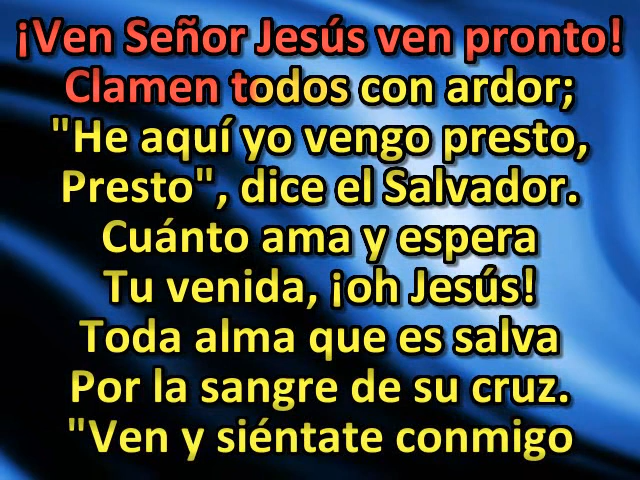 ¡Ven Señor Jesús ven pronto!
Clamen todos con ardor;
"He aquí yo vengo presto,
Presto", dice el Salvador.
Cuánto ama y espera
Tu venida, ¡oh Jesús!
Toda alma que es salva
Por la sangre de su cruz.
"Ven y siéntate conmigo